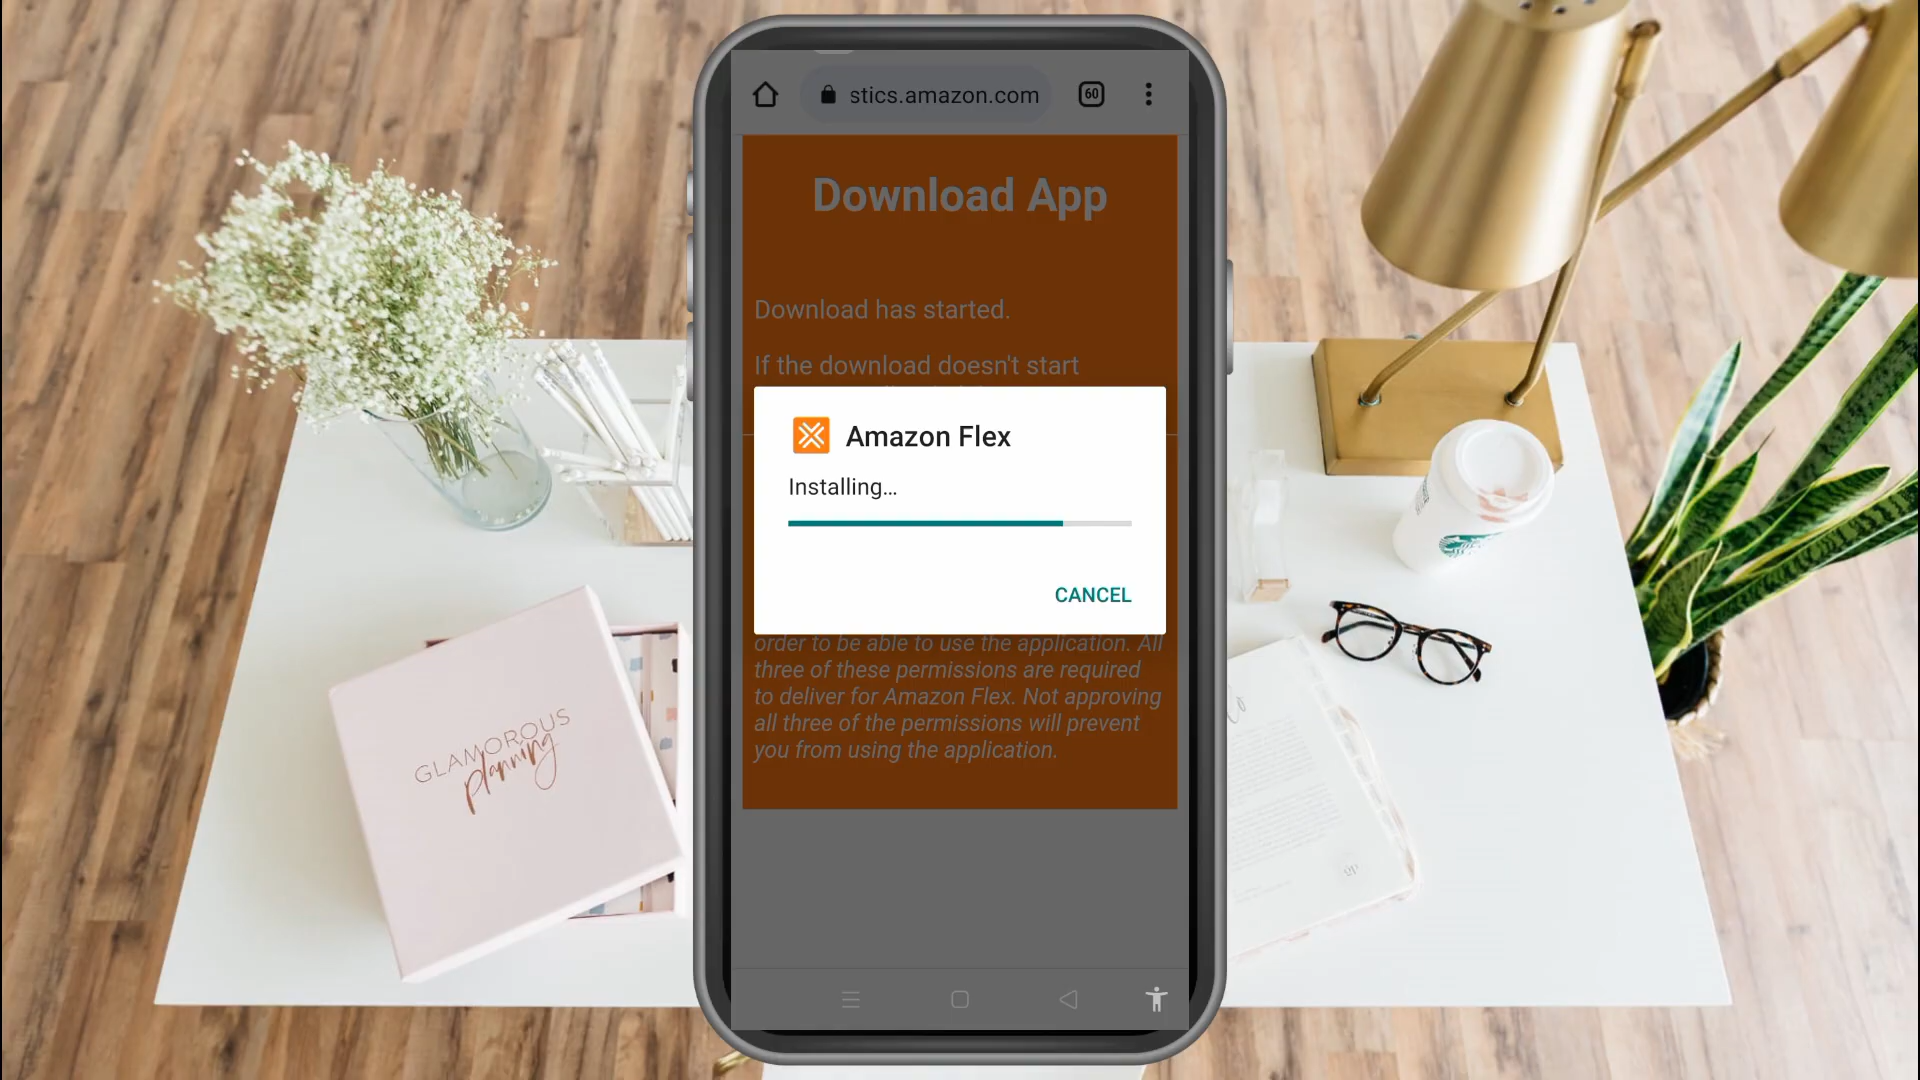 stics.amazon.com
60
Download App
Download has started.
If the download doesn't start
Amazon Flex
Installing...
CANCEL
order to be able to use the application. All
three of these permissions are required
to deliver for Amazon Flex. Not approving
all three of the permissions will prevent
you from using the application.
GLAMOROUS
planning